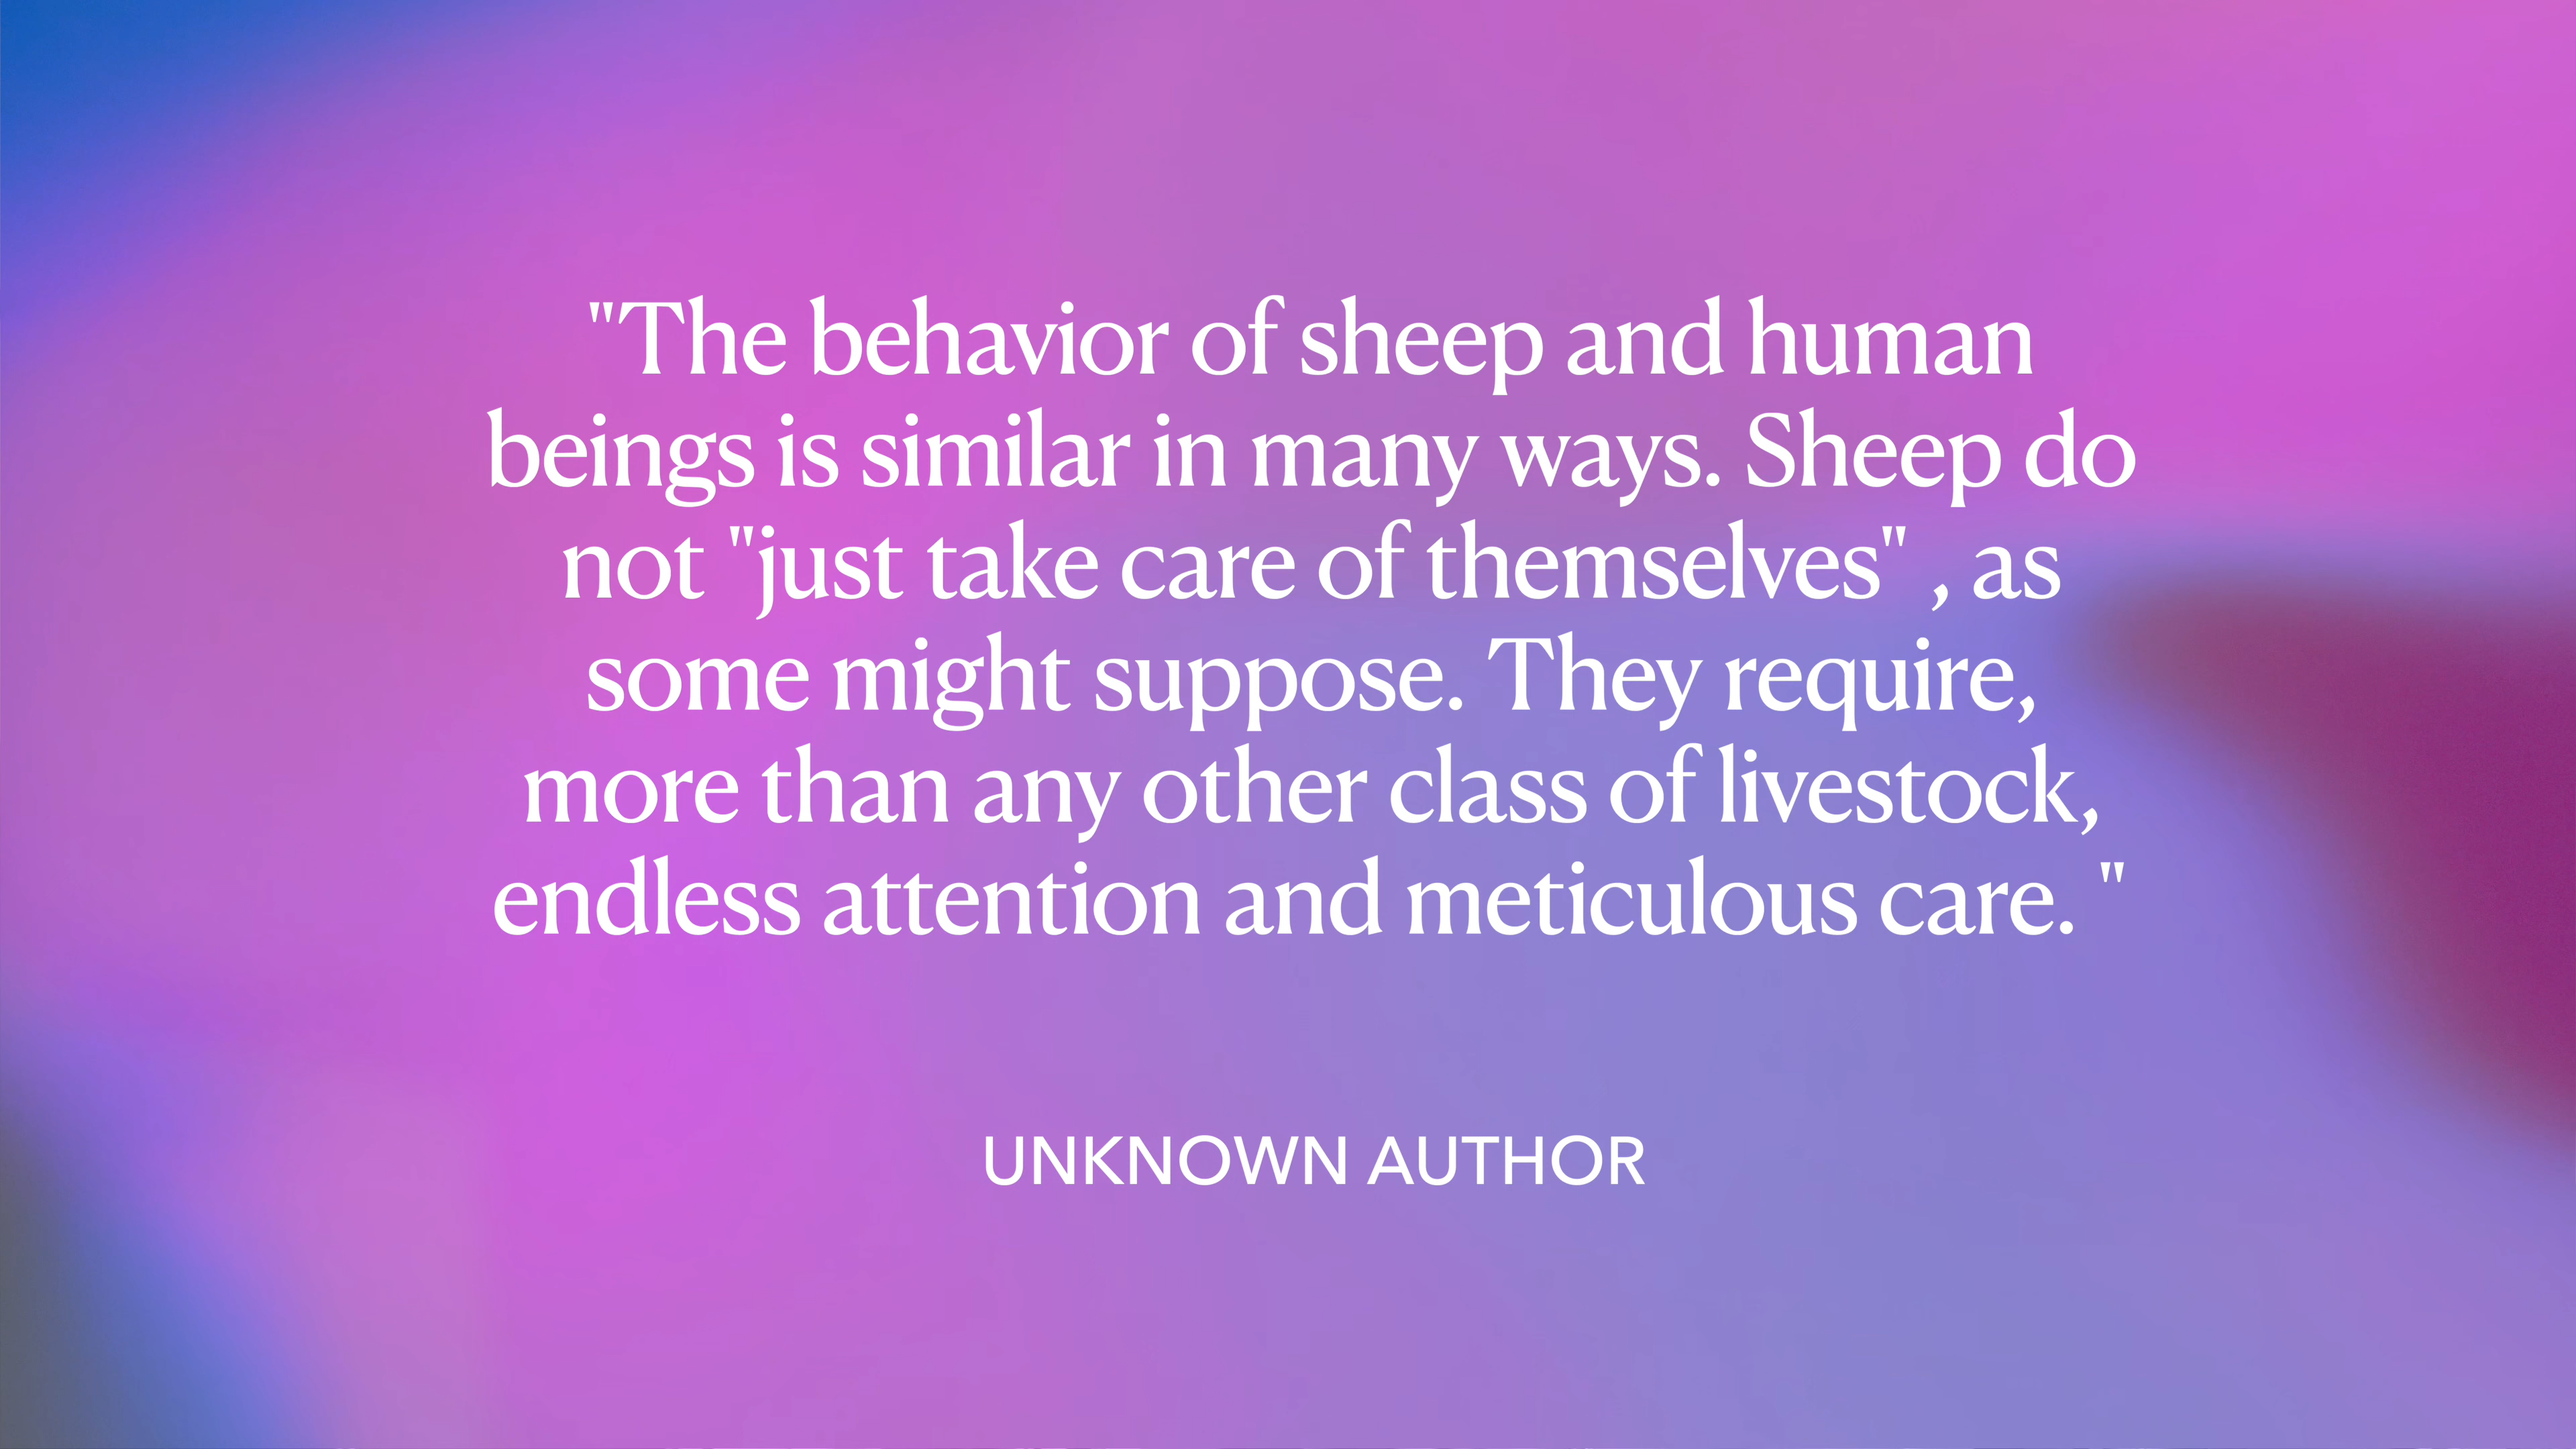 "The behavior of sheep and human
beings is similar in many ways. Sheep do
not "just take care of themselves" , as
some might suppose. They require,
more than any other class of livestock,
endless attention and meticulous care. "
UNKNOWN AUTHOR